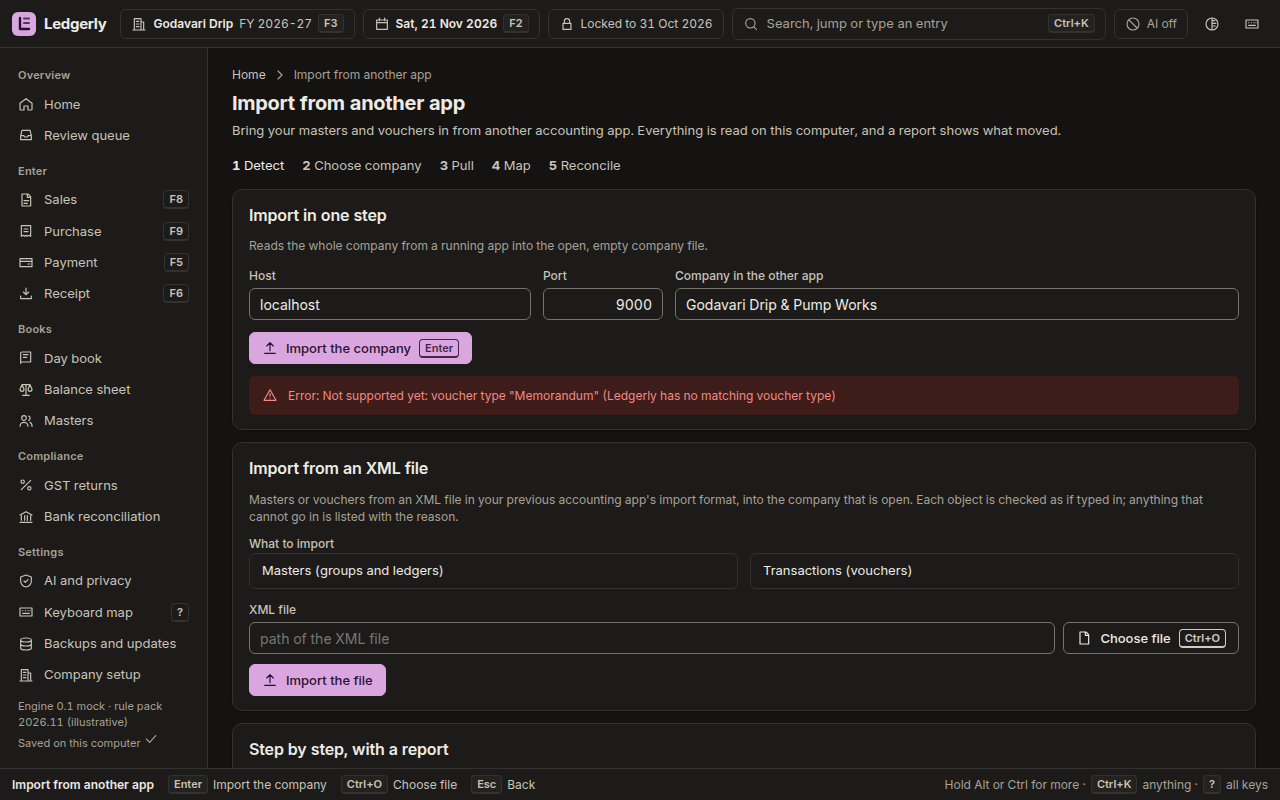 Ledgerly
Godavari Drip FY 2026-27 F3
Sat, 21 Nov 2026 F2
Locked to 31 Oct 2026
Search, jump or type an entry Ctrl+K
AI off
Overview
Home
Review queue
Enter
Sales F8
Purchase F9
Payment F5
Receipt F6
Books
Day book
Balance sheet
Masters
Compliance
GST returns
Bank reconciliation
Settings
AI and privacy
Keyboard map ?
Backups and updates
Company setup
Engine 0.1 mock · rule pack
2026.11 (illustrative)
Saved on this computer
Home > Import from another app
Import from another app
Bring your masters and vouchers in from another accounting app. Everything is read on this computer, and a report shows what moved.
1 Detect 2 Choose company 3 Pull 4 Map 5 Reconcile
Import in one step
Reads the whole company from a running app into the open, empty company file.
Host Port Company in the other app
localhost 9000 Godavari Drip & Pump Works
Import the company Enter
Error: Not supported yet: voucher type "Memorandum" (Ledgerly has no matching voucher type)
Import from an XML file
Masters or vouchers from an XML file in your previous accounting app's import format, into the company that is open. Each object is checked as if typed in; anything that
cannot go in is listed with the reason.
What to import
Masters (groups and ledgers) Transactions (vouchers)
XML file
path of the XML file Choose file Ctrl+O
Import the file
Step by step, with a report
Import from another app Enter Import the company Ctrl+O Choose file Esc Back
Hold Alt or Ctrl for more · Ctrl+K anything · ? all keys